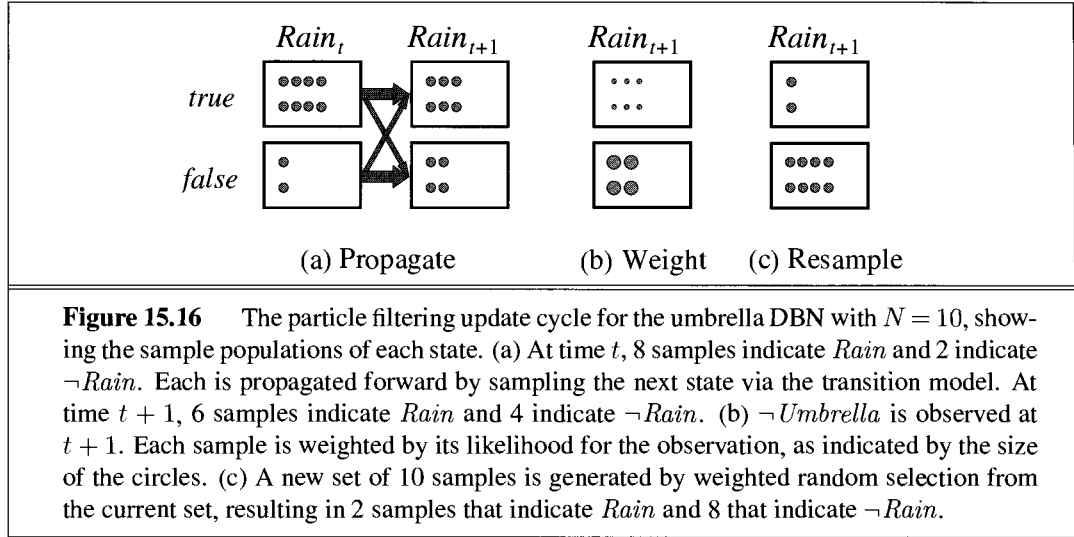 Rain_t Rain_{t+1} Rain_{t+1} Rain_{t+1}
true
false
(a) Propagate (b) Weight (c) Resample
Figure 15.16 The particle filtering update cycle for the umbrella DBN with N = 10, show-
ing the sample populations of each state. (a) At time t, 8 samples indicate Rain and 2 indicate
¬Rain. Each is propagated forward by sampling the next state via the transition model. At
time t + 1, 6 samples indicate Rain and 4 indicate ¬Rain. (b) ¬Umbrella is observed at
t + 1. Each sample is weighted by its likelihood for the observation, as indicated by the size
of the circles. (c) A new set of 10 samples is generated by weighted random selection from
the current set, resulting in 2 samples that indicate Rain and 8 that indicate ¬Rain.